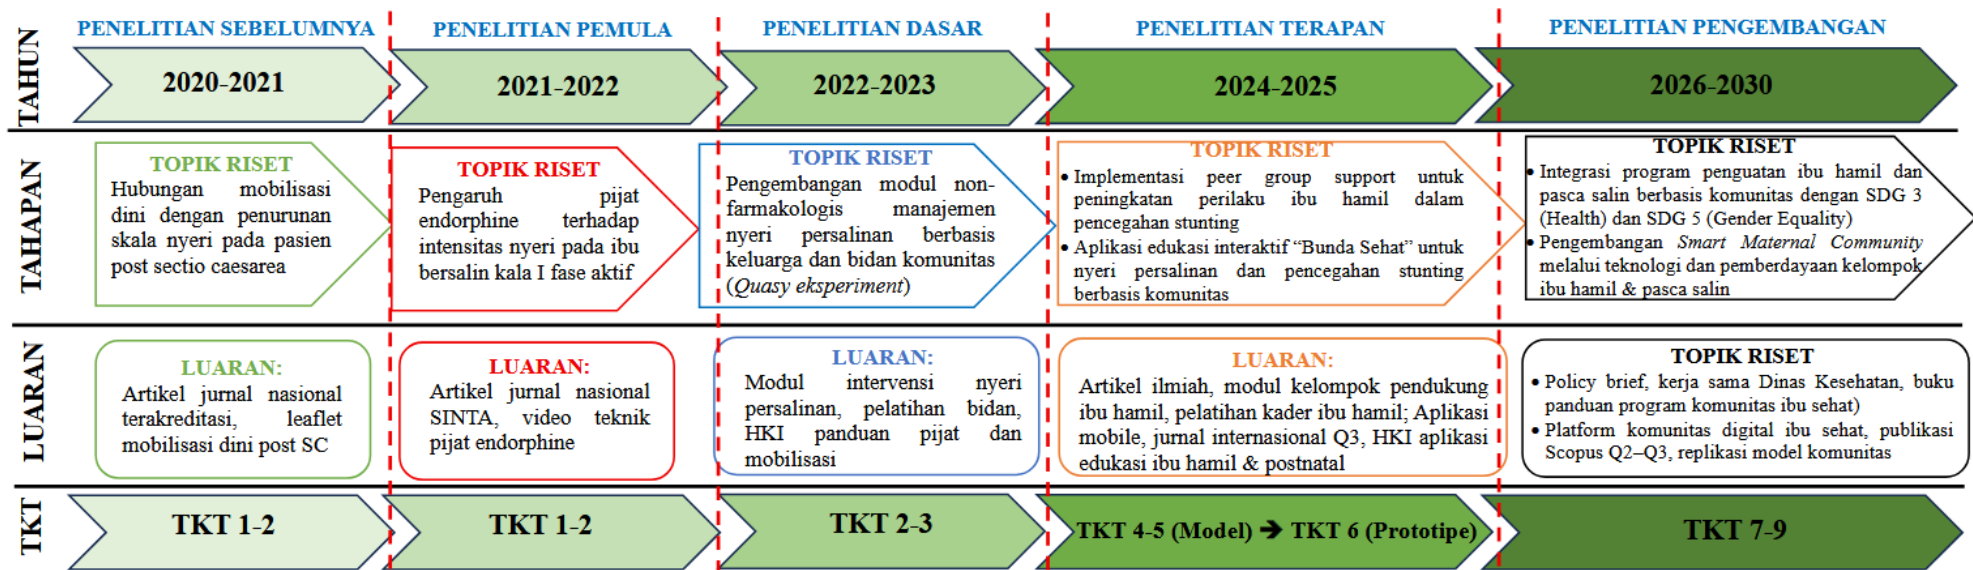 TAHUN
PENELITIAN SEBELUMNYA
PENELITIAN PEMULA
PENELITIAN DASAR
PENELITIAN TERAPAN
PENELITIAN PENGEMBANGAN
2020-2021
2021-2022
2022-2023
2024-2025
2026-2030
TAHAPAN
TOPIK RISET
Hubungan mobilisasi
dini dengan penurunan
skala nyeri pada pasien
post sectio caesarea
TOPIK RISET
Pengaruh pijat
endorphine terhadap
intensitas nyeri pada ibu
bersalin kala I fase aktif
TOPIK RISET
Pengembangan modul non-
farmakologis manajemen
nyeri persalinan berbasis
keluarga dan bidan komunitas
(Quasy eksperiment)
TOPIK RISET
• Implementasi peer group support untuk
peningkatan perilaku ibu hamil dalam
pencegahan stunting
• Aplikasi edukasi interaktif “Bunda Sehat” untuk
nyeri persalinan dan pencegahan stunting
berbasis komunitas
TOPIK RISET
• Integrasi program penguatan ibu hamil dan
pasca salin berbasis komunitas dengan SDG 3
(Health) dan SDG 5 (Gender Equality)
• Pengembangan Smart Maternal Community
melalui teknologi dan pemberdayaan kelompok
ibu hamil & pasca salin
LUARAN
LUARAN:
Artikel jurnal nasional
terakreditasi, leaflet
mobilisasi dini post SC
LUARAN:
Artikel jurnal nasional
SINTA, video teknik
pijat endorphine
LUARAN:
Modul intervensi nyeri
persalinan, pelatihan bidan,
HKI panduan pijat dan
mobilisasi
LUARAN:
Artikel ilmiah, modul kelompok pendukung
ibu hamil, pelatihan kader ibu hamil; Aplikasi
mobile, jurnal internasional Q3, HKI aplikasi
edukasi ibu hamil & postnatal
TOPIK RISET
• Policy brief, kerja sama Dinas Kesehatan, buku
panduan program komunitas ibu sehat)
• Platform komunitas digital ibu sehat, publikasi
Scopus Q2–Q3, replikasi model komunitas
TKT
TKT 1-2
TKT 1-2
TKT 2-3
TKT 4-5 (Model) ➔ TKT 6 (Prototipe)
TKT 7-9